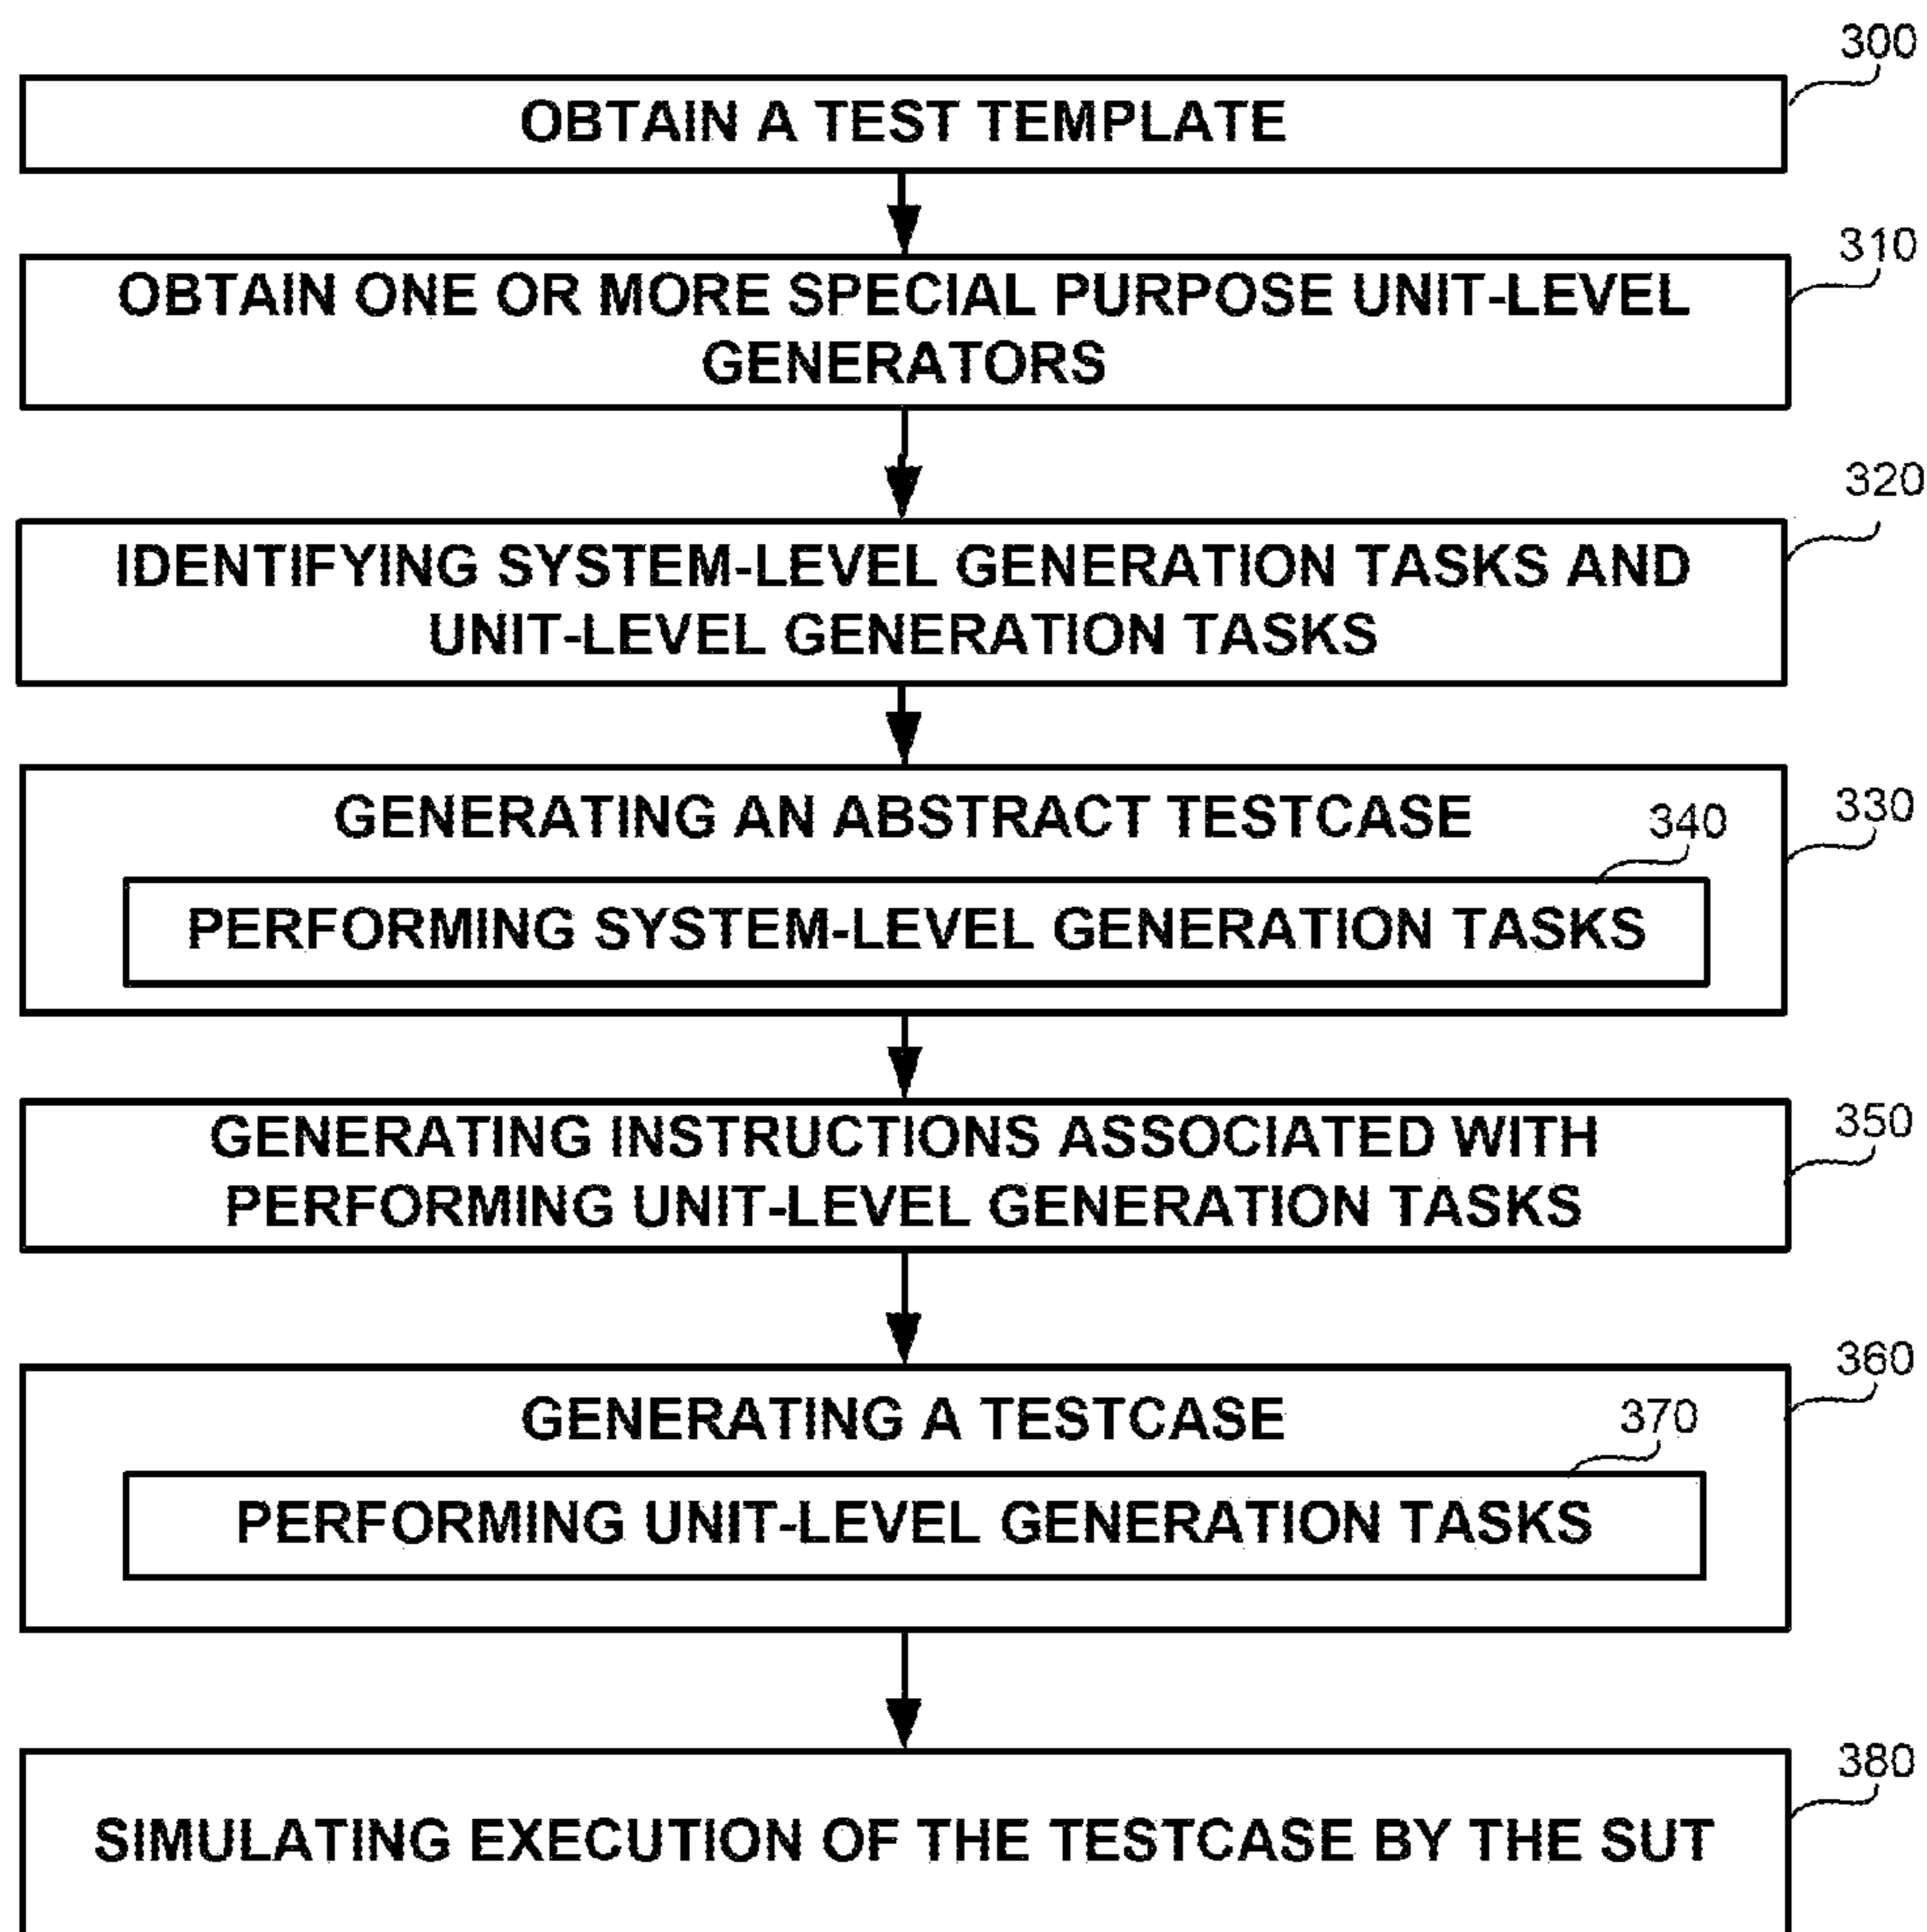 300
OBTAIN A TEST TEMPLATE
310
OBTAIN ONE OR MORE SPECIAL PURPOSE UNIT-LEVEL
GENERATORS
320
IDENTIFYING SYSTEM-LEVEL GENERATION TASKS AND
UNIT-LEVEL GENERATION TASKS
330
GENERATING AN ABSTRACT TESTCASE
340
PERFORMING SYSTEM-LEVEL GENERATION TASKS
350
GENERATING INSTRUCTIONS ASSOCIATED WITH
PERFORMING UNIT-LEVEL GENERATION TASKS
360
GENERATING A TESTCASE
370
PERFORMING UNIT-LEVEL GENERATION TASKS
380
SIMULATING EXECUTION OF THE TESTCASE BY THE SUT